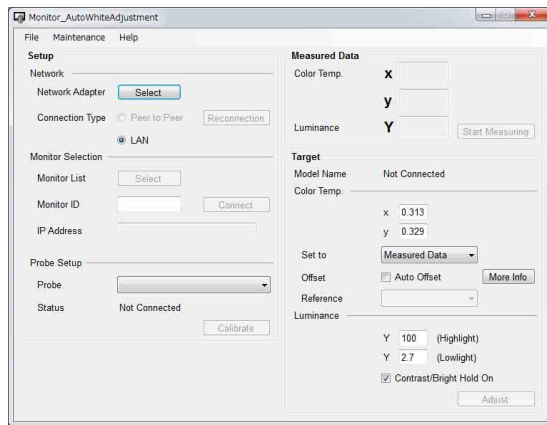 Monitor_AutoWhiteAdjustment
File Maintenance Help
Setup
Network
Network Adapter Select
Connection Type Peer to Peer Reconnection
LAN
Monitor Selection
Monitor List Select
Monitor ID Connect
IP Address
Probe Setup
Probe
Status Not Connected
Calibrate
Measured Data
Color Temp. x
y
Luminance Y Start Measuring
Target
Model Name Not Connected
Color Temp.
x 0.313
y 0.329
Set to Measured Data
Offset Auto Offset More Info
Reference
Luminance
Y 100 (Highlight)
Y 2.7 (Lowlight)
Contrast/Bright Hold On
Adjust